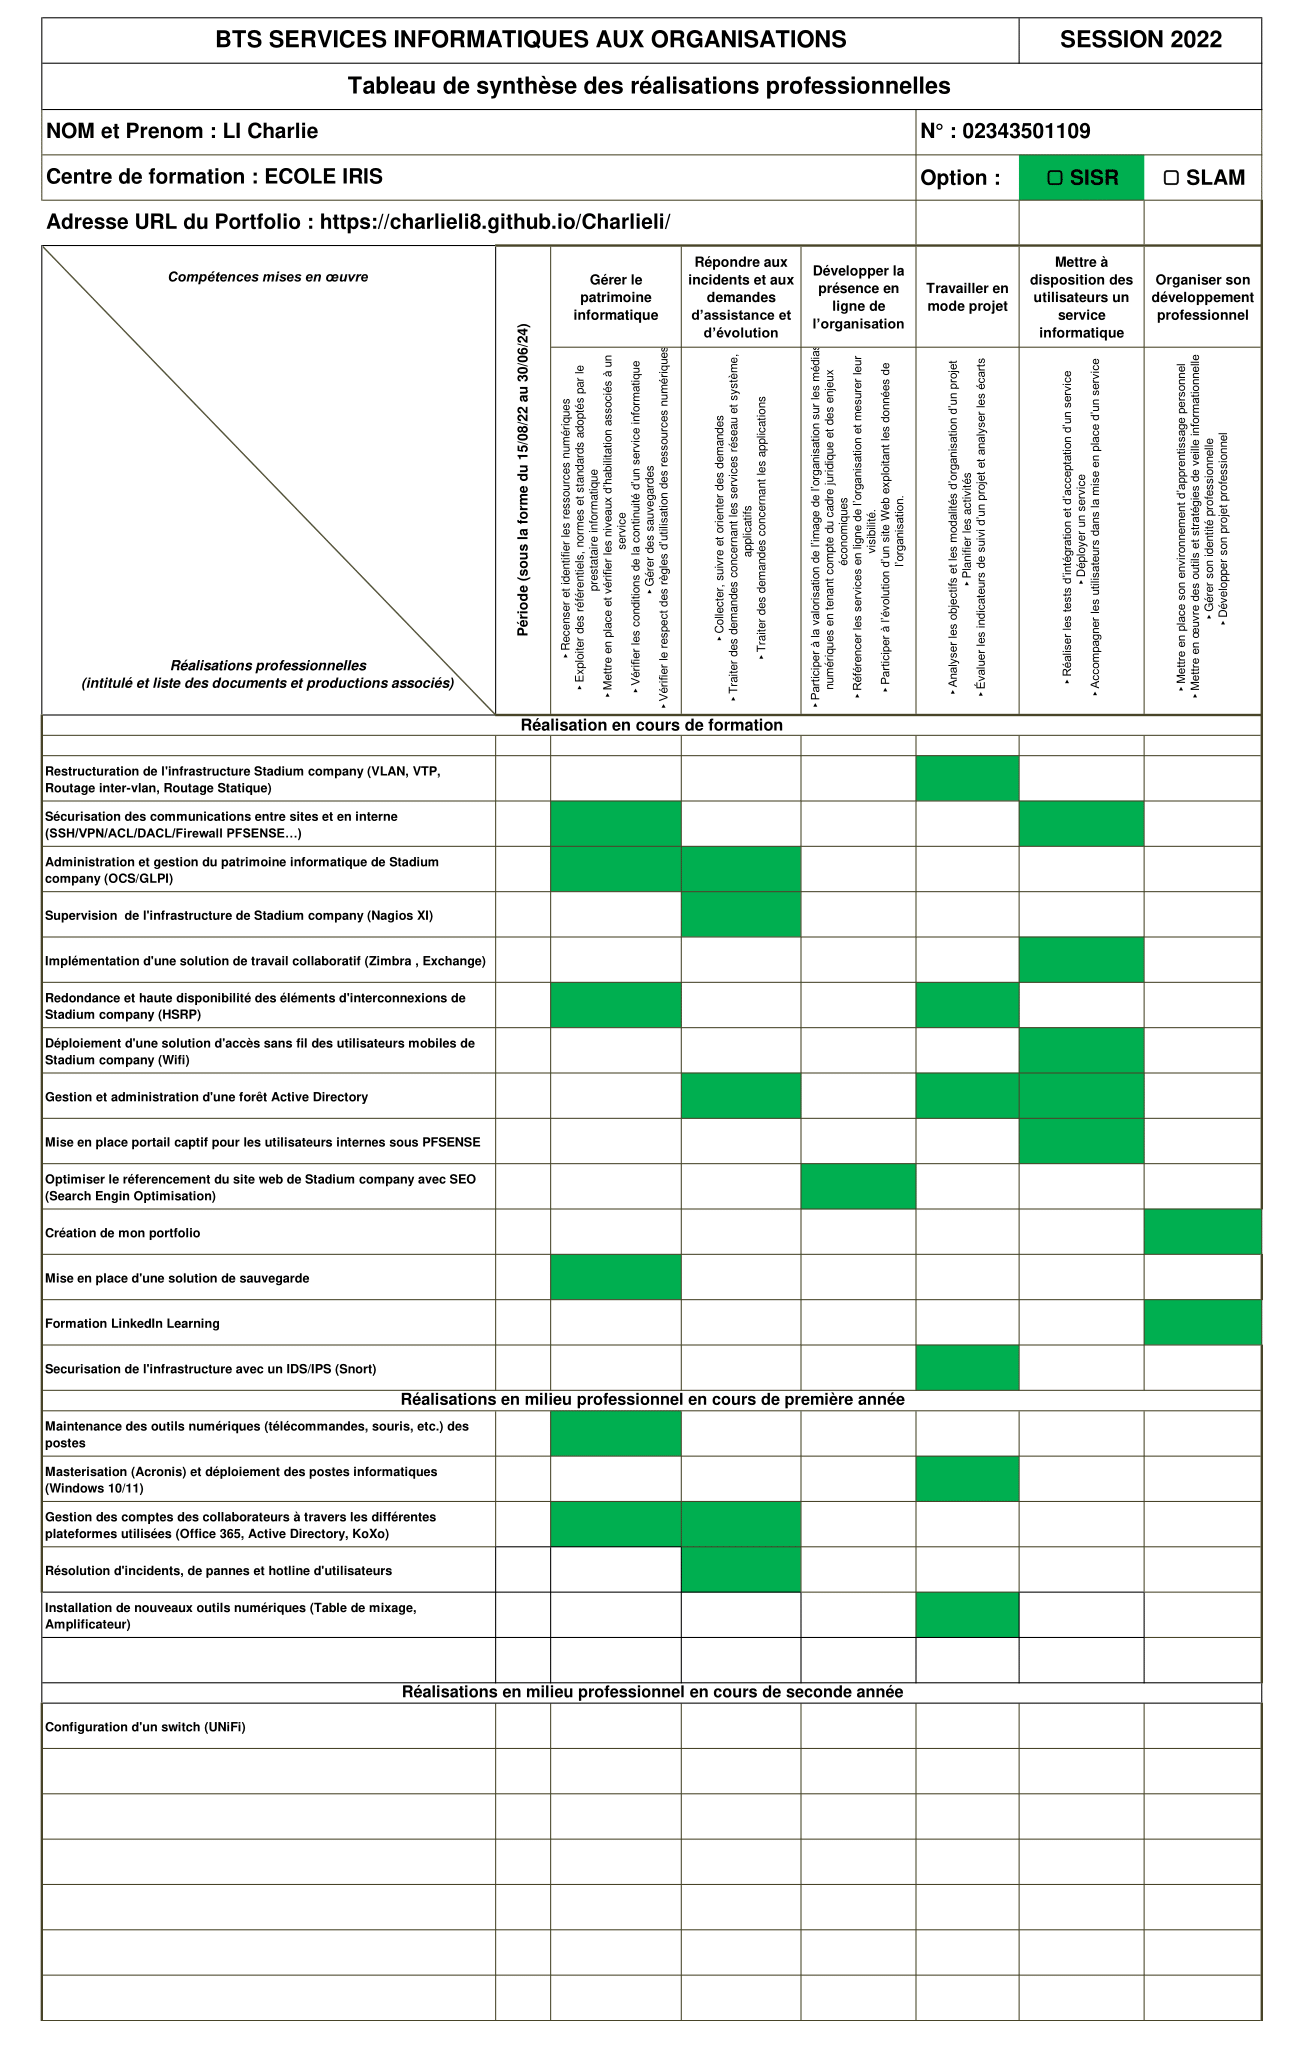 BTS SERVICES INFORMATIQUES AUX ORGANISATIONS
SESSION 2022
Tableau de synthèse des réalisations professionnelles
NOM et Prenom : LI Charlie
N° : 02343501109
Centre de formation : ECOLE IRIS
Option :
▢ SISR
▢ SLAM
Adresse URL du Portfolio : https://charlieli8.github.io/Charlieli/
Compétences mises en œuvre
Réalisations professionnelles
(intitulé et liste des documents et productions associés)
Période (sous la forme du 15/08/22 au 30/06/24)
Gérer le
patrimoine
informatique
Répondre aux
incidents et aux
demandes
d'assistance et
d'évolution
Développer la
présence en
ligne de
l'organisation
Travailler en
mode projet
Mettre à
disposition des
utilisateurs un
service
informatique
Organiser son
développement
professionnel
‣ Recenser et identifier les ressources numériques
‣ Exploiter des référentiels, normes et standards adoptés par le
prestataire informatique
‣ Mettre en place et vérifier les niveaux d'habilitation associés à un
service
‣ Vérifier les conditions de la continuité d'un service informatique
‣ Gérer des sauvegardes
‣ Vérifier le respect des règles d'utilisation des ressources numériques
‣ Collecter, suivre et orienter des demandes
‣ Traiter des demandes concernant les services réseau et système,
applicatifs
‣ Traiter des demandes concernant les applications
‣ Participer à la valorisation de l'image de l'organisation sur les médias
numériques en tenant compte du cadre juridique et des enjeux
économiques
‣ Référencer les services en ligne de l'organisation et mesurer leur
visibilité.
‣ Participer à l'évolution d'un site Web exploitant les données de
l'organisation.
‣ Analyser les objectifs et les modalités d'organisation d'un projet
‣ Planifier les activités
‣ Évaluer les indicateurs de suivi d'un projet et analyser les écarts
‣ Réaliser les tests d'intégration et d'acceptation d'un service
‣ Déployer un service
‣ Accompagner les utilisateurs dans la mise en place d'un service
‣ Mettre en place son environnement d'apprentissage personnel
‣ Mettre en œuvre des outils et stratégies de veille informationnelle
‣ Gérer son identité professionnelle
‣ Développer son projet professionnel
Réalisation en cours de formation
Restructuration de l'infrastructure Stadium company (VLAN, VTP,
Routage inter-vlan, Routage Statique)
Sécurisation des communications entre sites et en interne
(SSH/VPN/ACL/DACL/Firewall PFSENSE…)
Administration et gestion du patrimoine informatique de Stadium
company (OCS/GLPI)
Supervision  de l'infrastructure de Stadium company (Nagios XI)
Implémentation d'une solution de travail collaboratif (Zimbra , Exchange)
Redondance et haute disponibilité des éléments d'interconnexions de
Stadium company (HSRP)
Déploiement d'une solution d'accès sans fil des utilisateurs mobiles de
Stadium company (Wifi)
Gestion et administration d'une forêt Active Directory
Mise en place portail captif pour les utilisateurs internes sous PFSENSE
Optimiser le réferencement du site web de Stadium company avec SEO
(Search Engin Optimisation)
Création de mon portfolio
Mise en place d'une solution de sauvegarde
Formation LinkedIn Learning
Securisation de l'infrastructure avec un IDS/IPS (Snort)
Réalisations en milieu professionnel en cours de première année
Maintenance des outils numériques (télécommandes, souris, etc.) des
postes
Masterisation (Acronis) et déploiement des postes informatiques
(Windows 10/11)
Gestion des comptes des collaborateurs à travers les différentes
plateformes utilisées (Office 365, Active Directory, KoXo)
Résolution d'incidents, de pannes et hotline d'utilisateurs
Installation de nouveaux outils numériques (Table de mixage,
Amplificateur)
Réalisations en milieu professionnel en cours de seconde année
Configuration d'un switch (UNiFi)